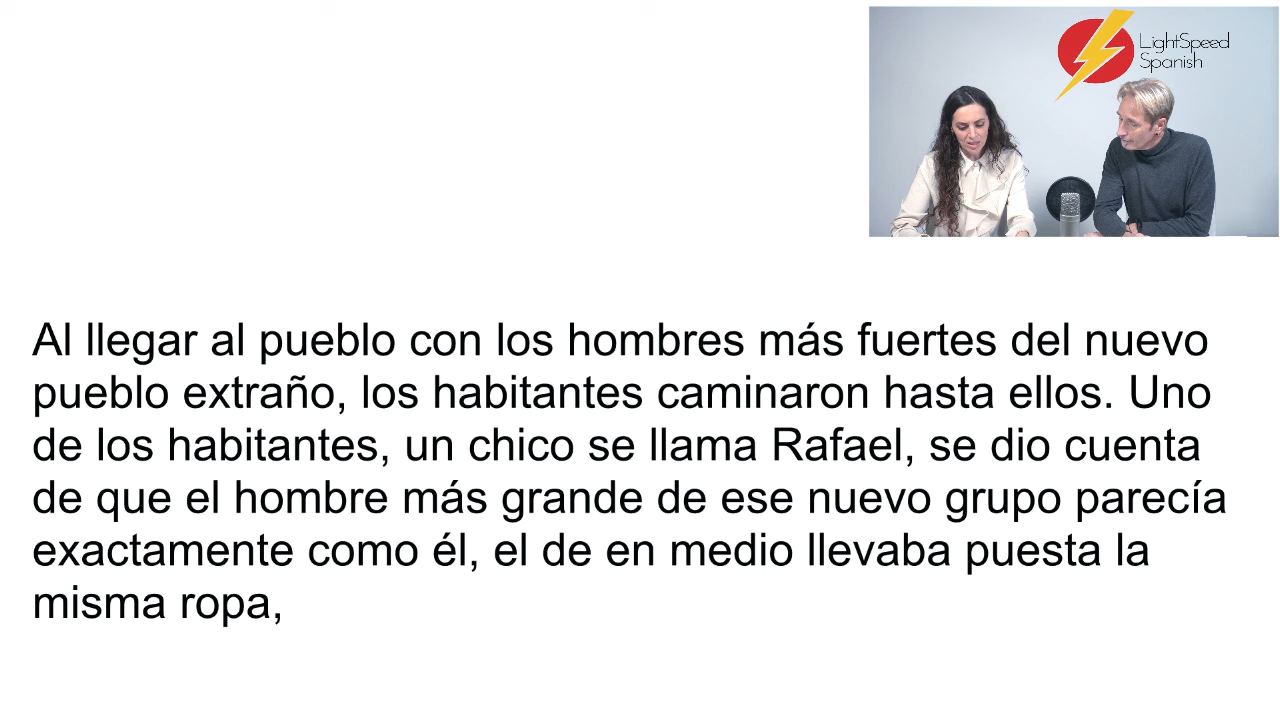 LightSpeed
Spanish
Al llegar al pueblo con los hombres más fuertes del nuevo
pueblo extraño, los habitantes caminaron hasta ellos. Uno
de los habitantes, un chico se llama Rafael, se dio cuenta
de que el hombre más grande de ese nuevo grupo parecía
exactamente como él, el de en medio llevaba puesta la
misma ropa,